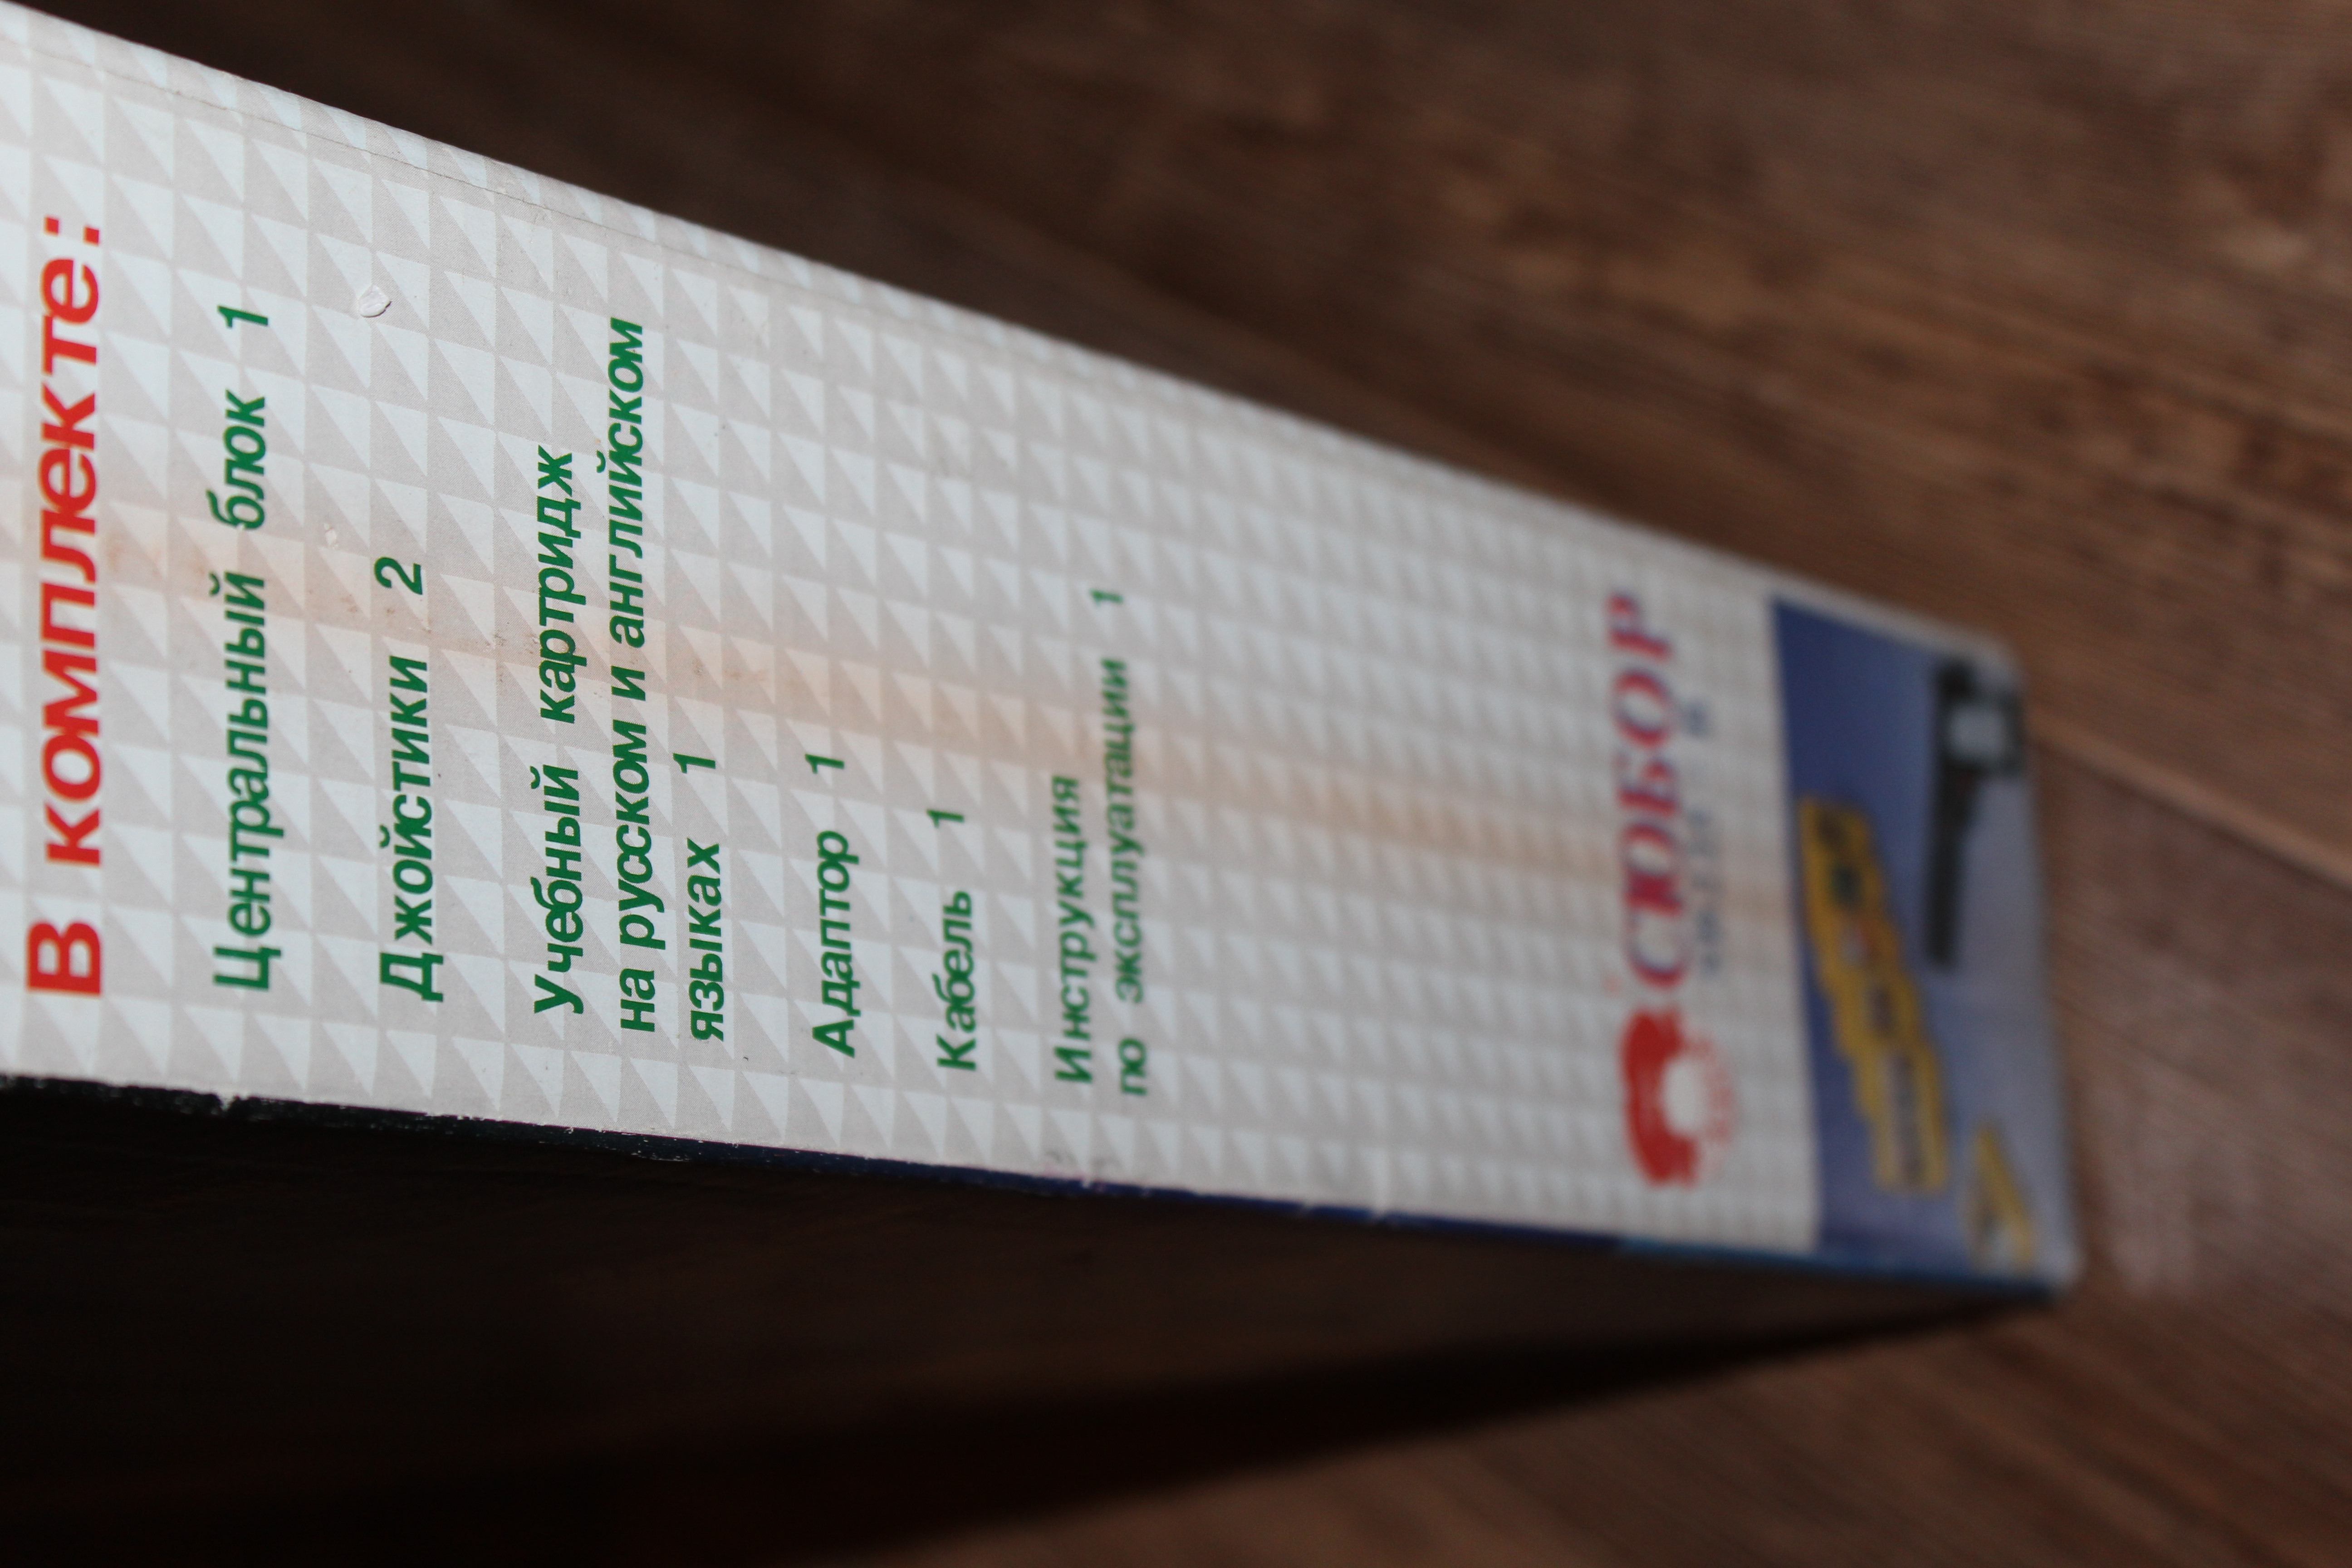 В комплекте:
Центральный блок 1
Джойстики 2
Учебный картридж
на русском и английском
языках 1
Адаптор 1
Кабель 1
Инструкция
по эксплуатации 1
СЮБОР